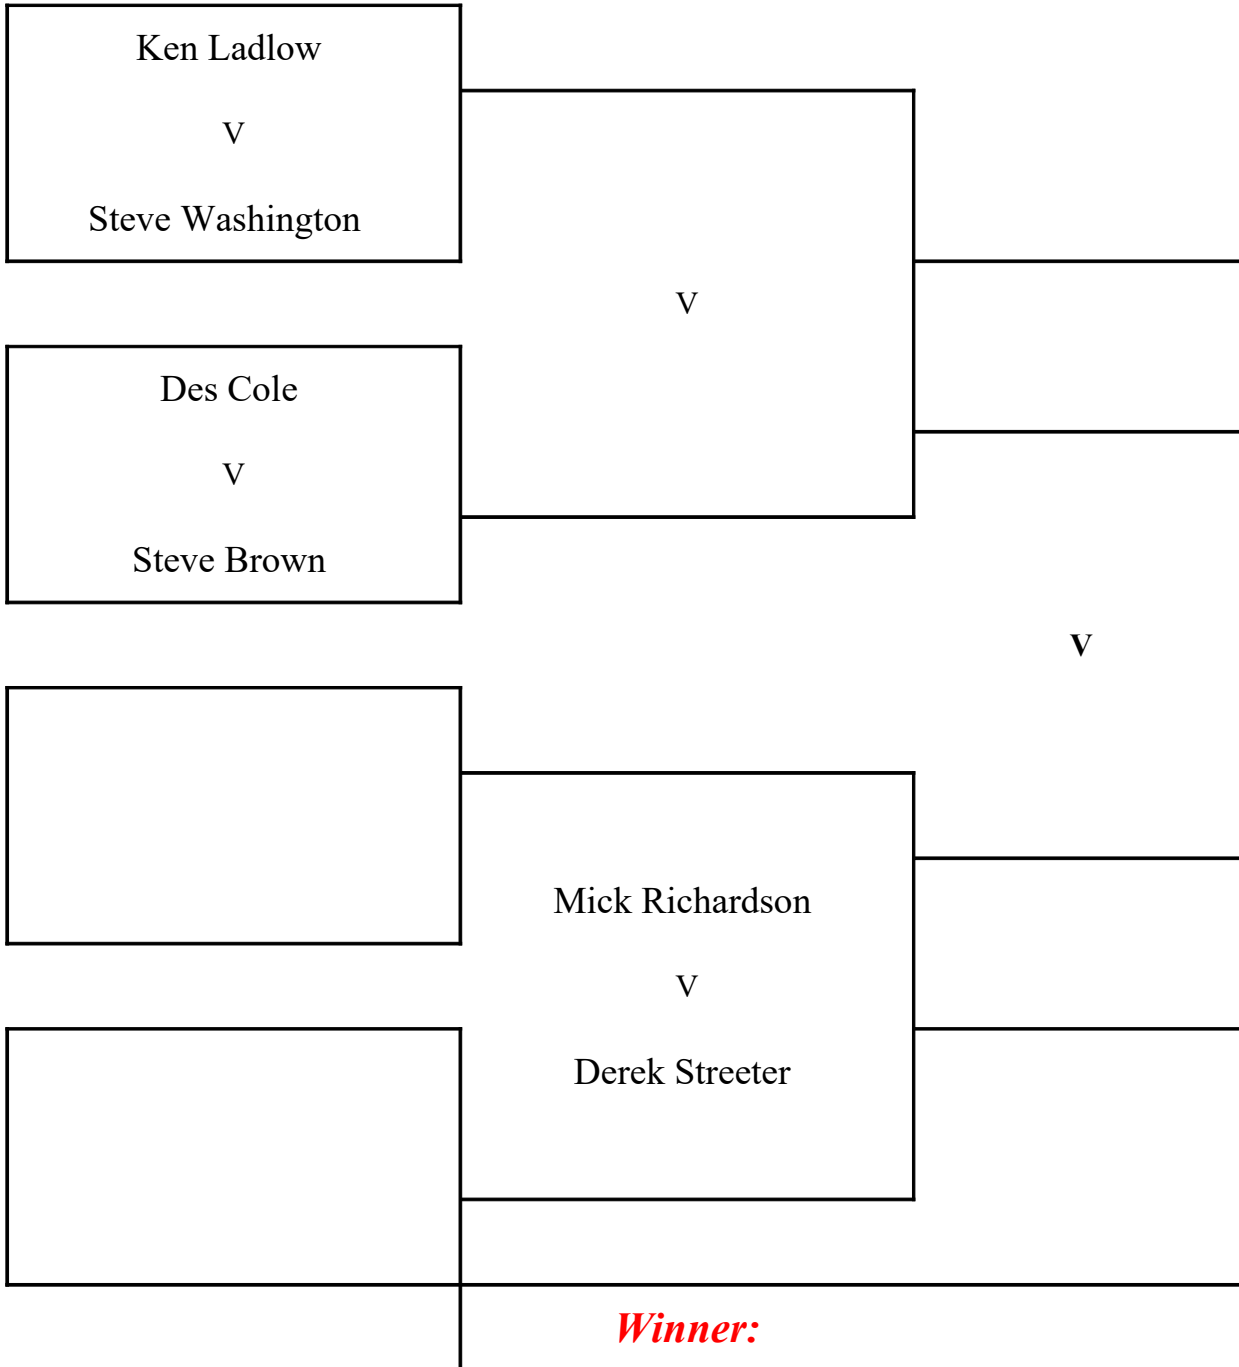 Ken Ladlow
V
Steve Washington
V
Des Cole
V
Steve Brown
V
Mick Richardson
V
Derek Streeter
Winner: